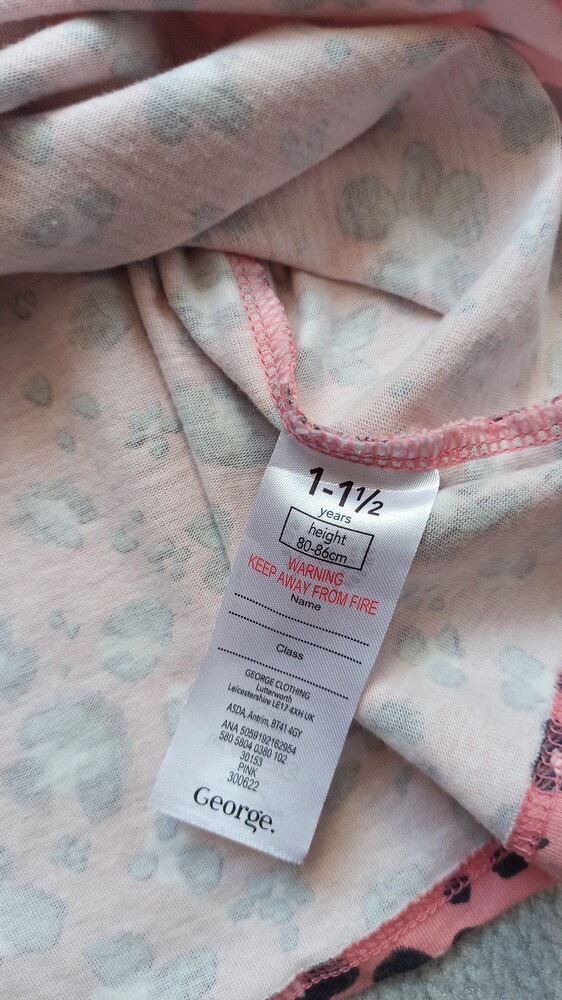 1-1½
years
height
80-86cm
WARNING
KEEP AWAY FROM FIRE
Name
Class
GEORGE CLOTHING
Lutterworth
Leicestershire LE17 4XH UK
ASDA, Antrim, BT41 4GY
ANA 5059192162954
580 5804 0380 102
30153
PINK
300622
George.